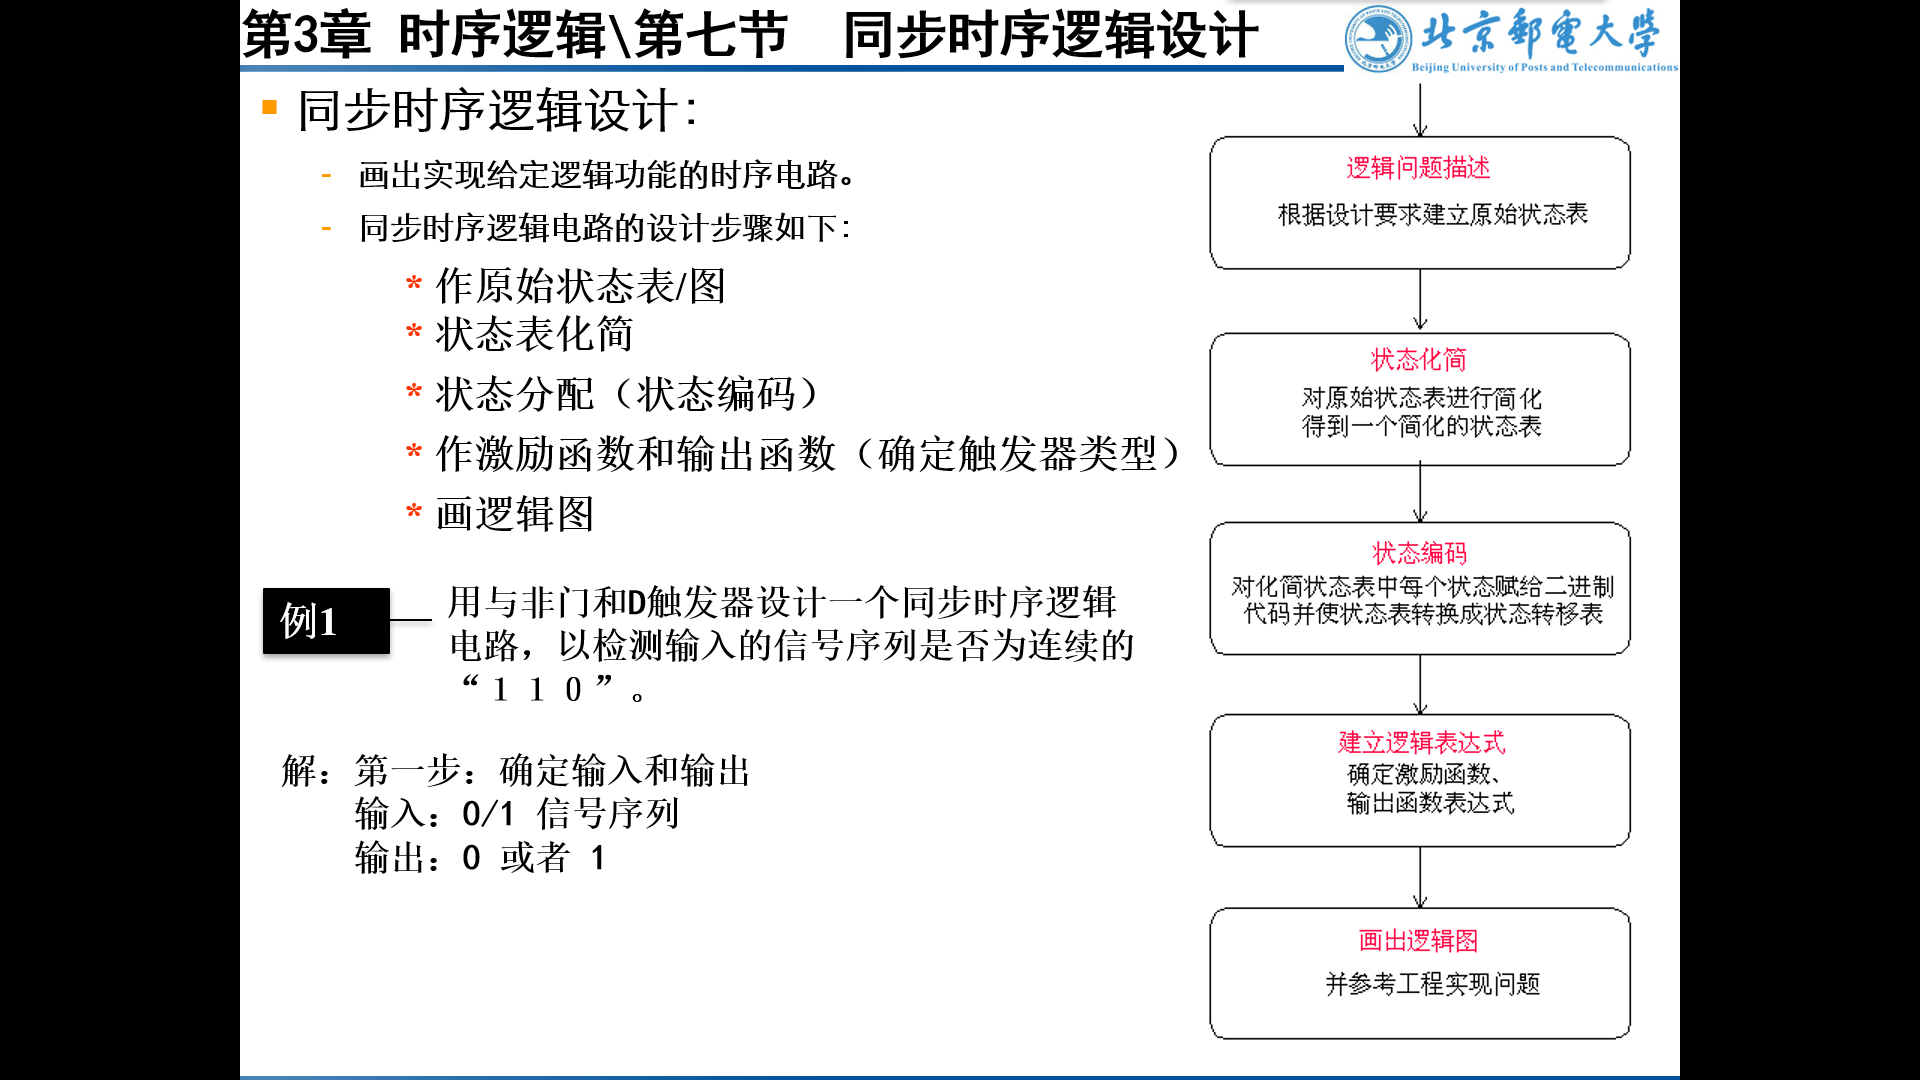 第3章 时序逻辑\第七节 同步时序逻辑设计
北京郵電大學
Beijing University of Posts and Telecommunications
同步时序逻辑设计：
- 画出实现给定逻辑功能的时序电路。
- 同步时序逻辑电路的设计步骤如下：
* 作原始状态表/图
* 状态表化简
* 状态分配（状态编码）
* 作激励函数和输出函数（确定触发器类型）
* 画逻辑图
例1
用与非门和D触发器设计一个同步时序逻辑
电路，以检测输入的信号序列是否为连续的
“１１０”。
解：第一步：确定输入和输出
输入：0/1 信号序列
输出：0 或者 1
逻辑问题描述
根据设计要求建立原始状态表
状态化简
对原始状态表进行简化
得到一个简化的状态表
状态编码
对化简状态表中每个状态赋给二进制
代码并使状态表转换成状态转移表
建立逻辑表达式
确定激励函数、
输出函数表达式
画出逻辑图
并参考工程实现问题